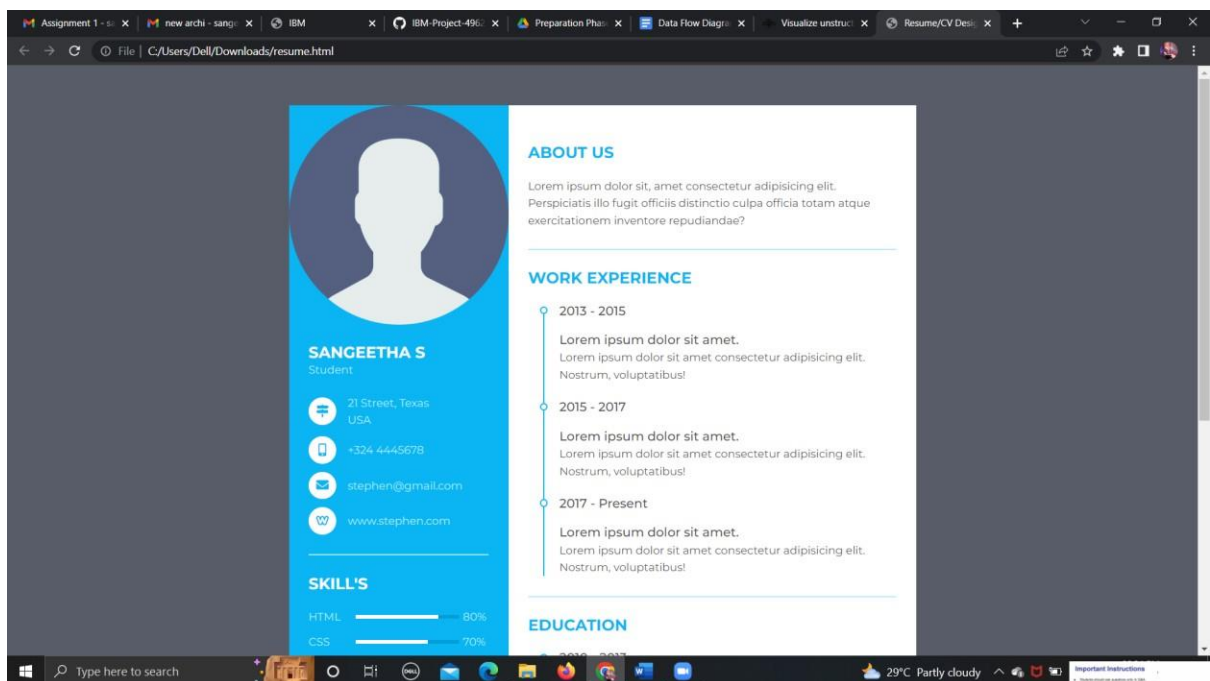 Assignment 1 - sa
new archi - sange
IBM
IBM-Project-4962
Preparation Phas
Data Flow Diagra
Visualize unstruct
Resume/CV Desig
File | C:/Users/Dell/Downloads/resume.html
SANGEETHA S
Student
21 Street, Texas
USA
+324 4445678
stephen@gmail.com
www.stephen.com
SKILL'S
HTML 80%
CSS 70%
ABOUT US
Lorem ipsum dolor sit, amet consectetur adipisicing elit.
Perspiciatis illo fugit officiis distinctio culpa officia totam atque
exercitationem inventore repudiandae?
WORK EXPERIENCE
2013 - 2015
Lorem ipsum dolor sit amet.
Lorem ipsum dolor sit amet consectetur adipisicing elit.
Nostrum, voluptatibus!
2015 - 2017
Lorem ipsum dolor sit amet.
Lorem ipsum dolor sit amet consectetur adipisicing elit.
Nostrum, voluptatibus!
2017 - Present
Lorem ipsum dolor sit amet.
Lorem ipsum dolor sit amet consectetur adipisicing elit.
Nostrum, voluptatibus!
EDUCATION
Type here to search
DELL
29°C Partly cloudy
Important Instructions